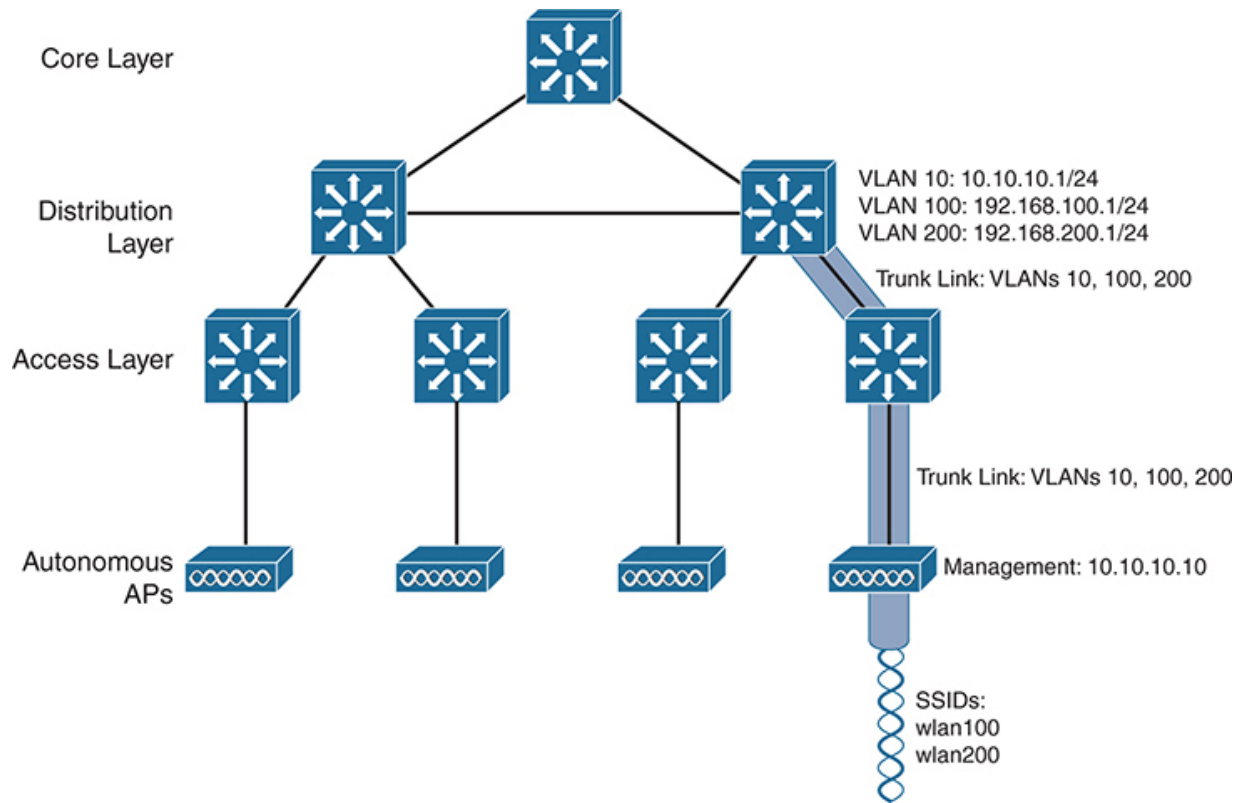 Core Layer
Distribution
Layer
VLAN 10: 10.10.10.1/24
VLAN 100: 192.168.100.1/24
VLAN 200: 192.168.200.1/24
Trunk Link: VLANs 10, 100, 200
Access Layer
Trunk Link: VLANs 10, 100, 200
Autonomous
APs
Management: 10.10.10.10
SSIDs:
wlan100
wlan200